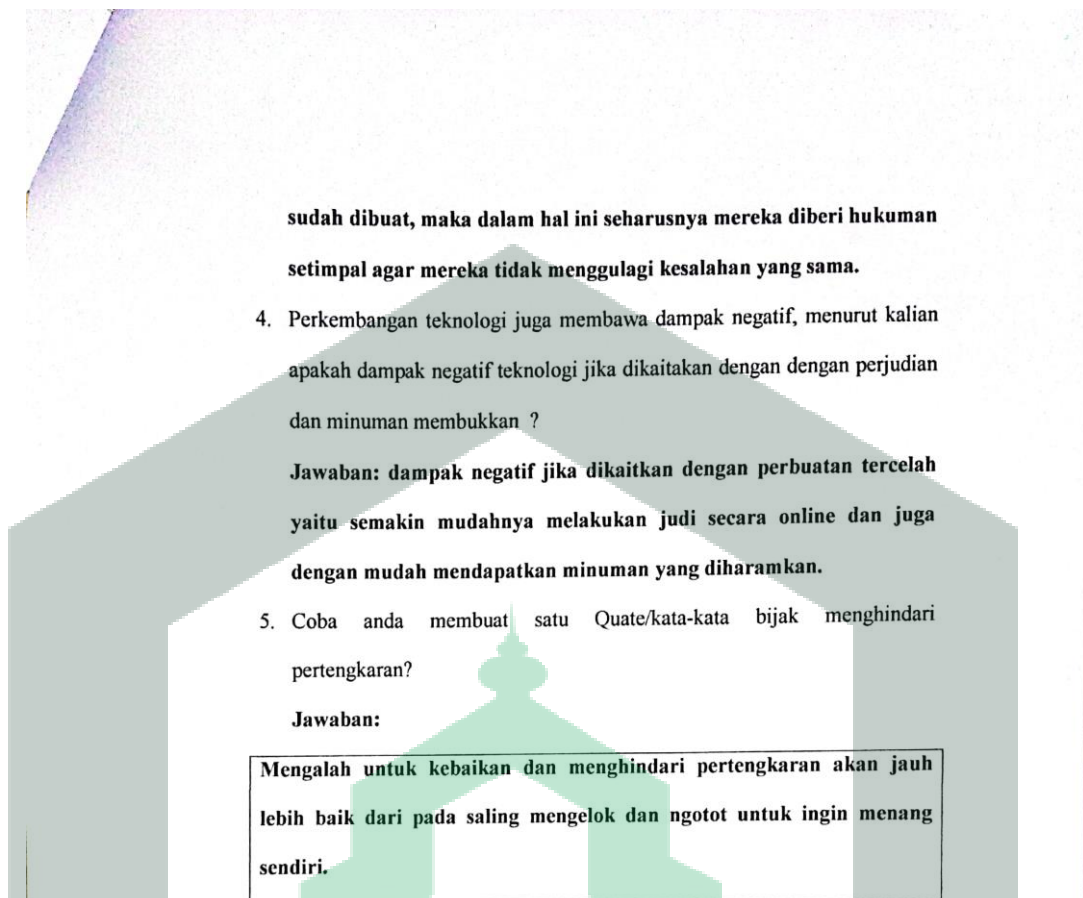 sudah dibuat, maka dalam hal ini seharusnya mereka diberi hukuman
setimpal agar mereka tidak menggulagi kesalahan yang sama.
4. Perkembangan teknologi juga membawa dampak negatif, menurut kalian
apakah dampak negatif teknologi jika dikaitakan dengan dengan perjudian
dan minuman membukkan ?
Jawaban: dampak negatif jika dikaitkan dengan perbuatan tercelah
yaitu semakin mudahnya melakukan judi secara online dan juga
dengan mudah mendapatkan minuman yang diharamkan.
5. Coba anda membuat satu Quate/kata-kata bijak menghindari
pertengkaran?
Jawaban:
Mengalah untuk kebaikan dan menghindari pertengkaran akan jauh
lebih baik dari pada saling mengelok dan ngotot untuk ingin menang
sendiri.